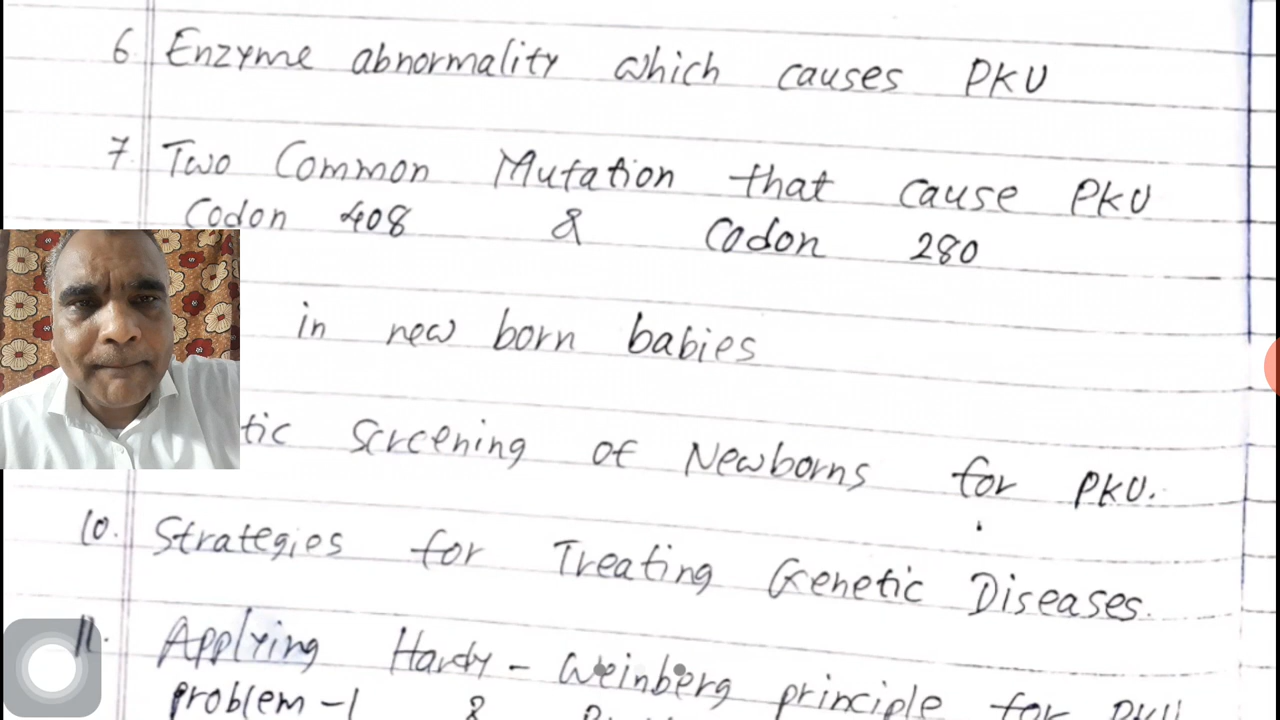 6 Enzyme abnormality which causes PKU
7. Two Common Mutation that cause PKU
Codon 408 & Codon 280
in new born babies
tic Screening of Newborns for PKU.
10. Strategies for Treating Genetic Diseases.
11. Applying Hardy - Weinberg principle for PKU
problem -1 &